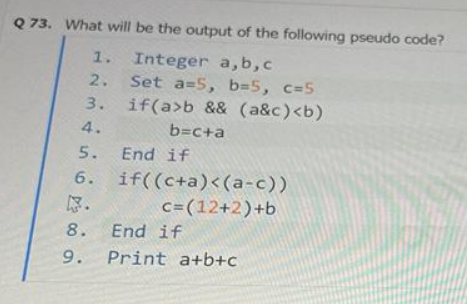 Q 73. What will be the output of the following pseudo code?
1. Integer a,b,c
2. Set a=5, b=5, c=5
3. if(a>b && (a&c)<b)
4. b=c+a
5. End if
6. if((c+a)<(a-c))
. c=(12+2)+b
8. End if
9. Print a+b+c